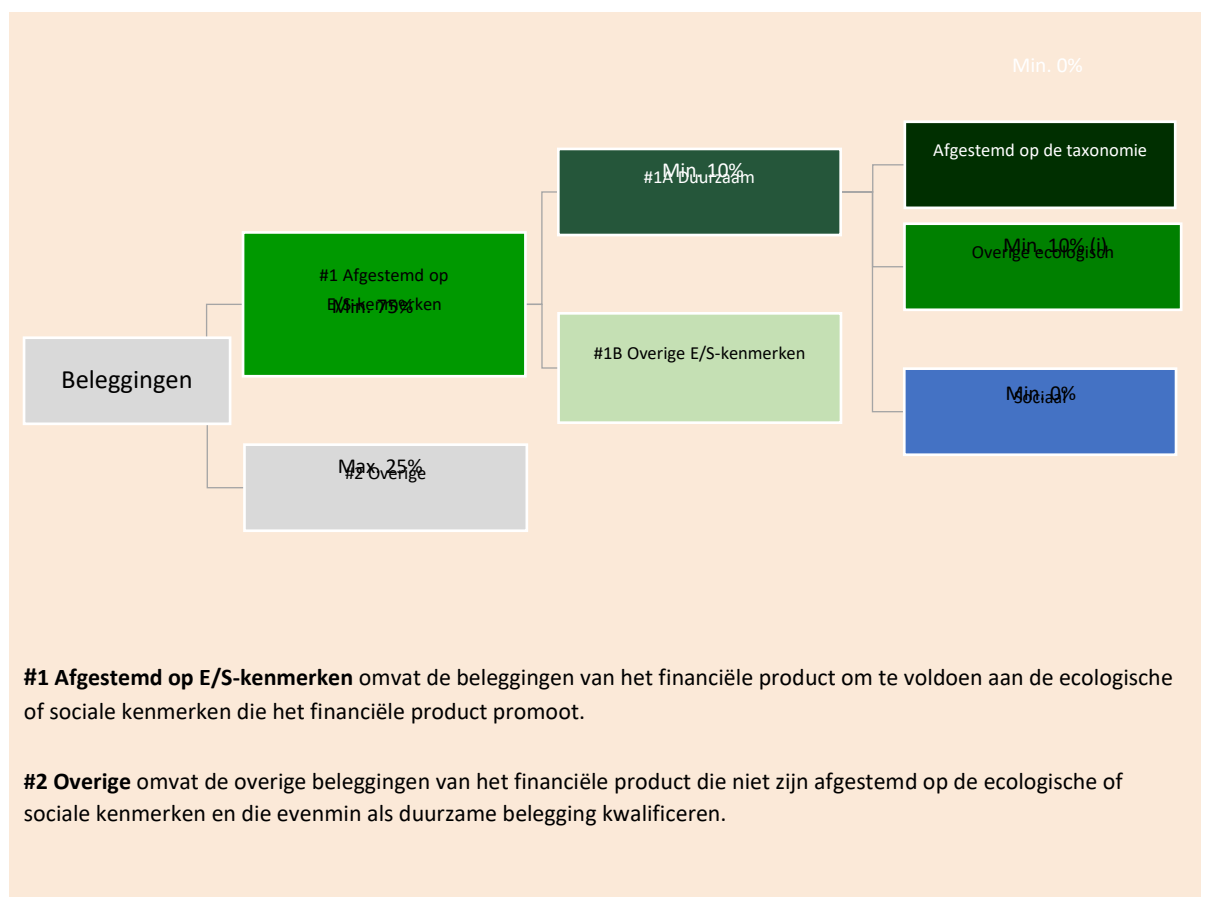 Min. 0%
Afgestemd op de taxonomie
Min. 10%
#1A Duurzaam
Min. 10% (i)
Overige ecologisch
#1 Afgestemd op
E/S-kenmerken
Min. 75%
#1B Overige E/S-kenmerken
Beleggingen
Min. 0%
Sociaal
Max. 25%
#2 Overige
#1 Afgestemd op E/S-kenmerken omvat de beleggingen van het financiële product om te voldoen aan de ecologische
of sociale kenmerken die het financiële product promoot.
#2 Overige omvat de overige beleggingen van het financiële product die niet zijn afgestemd op de ecologische of
sociale kenmerken en die evenmin als duurzame belegging kwalificeren.